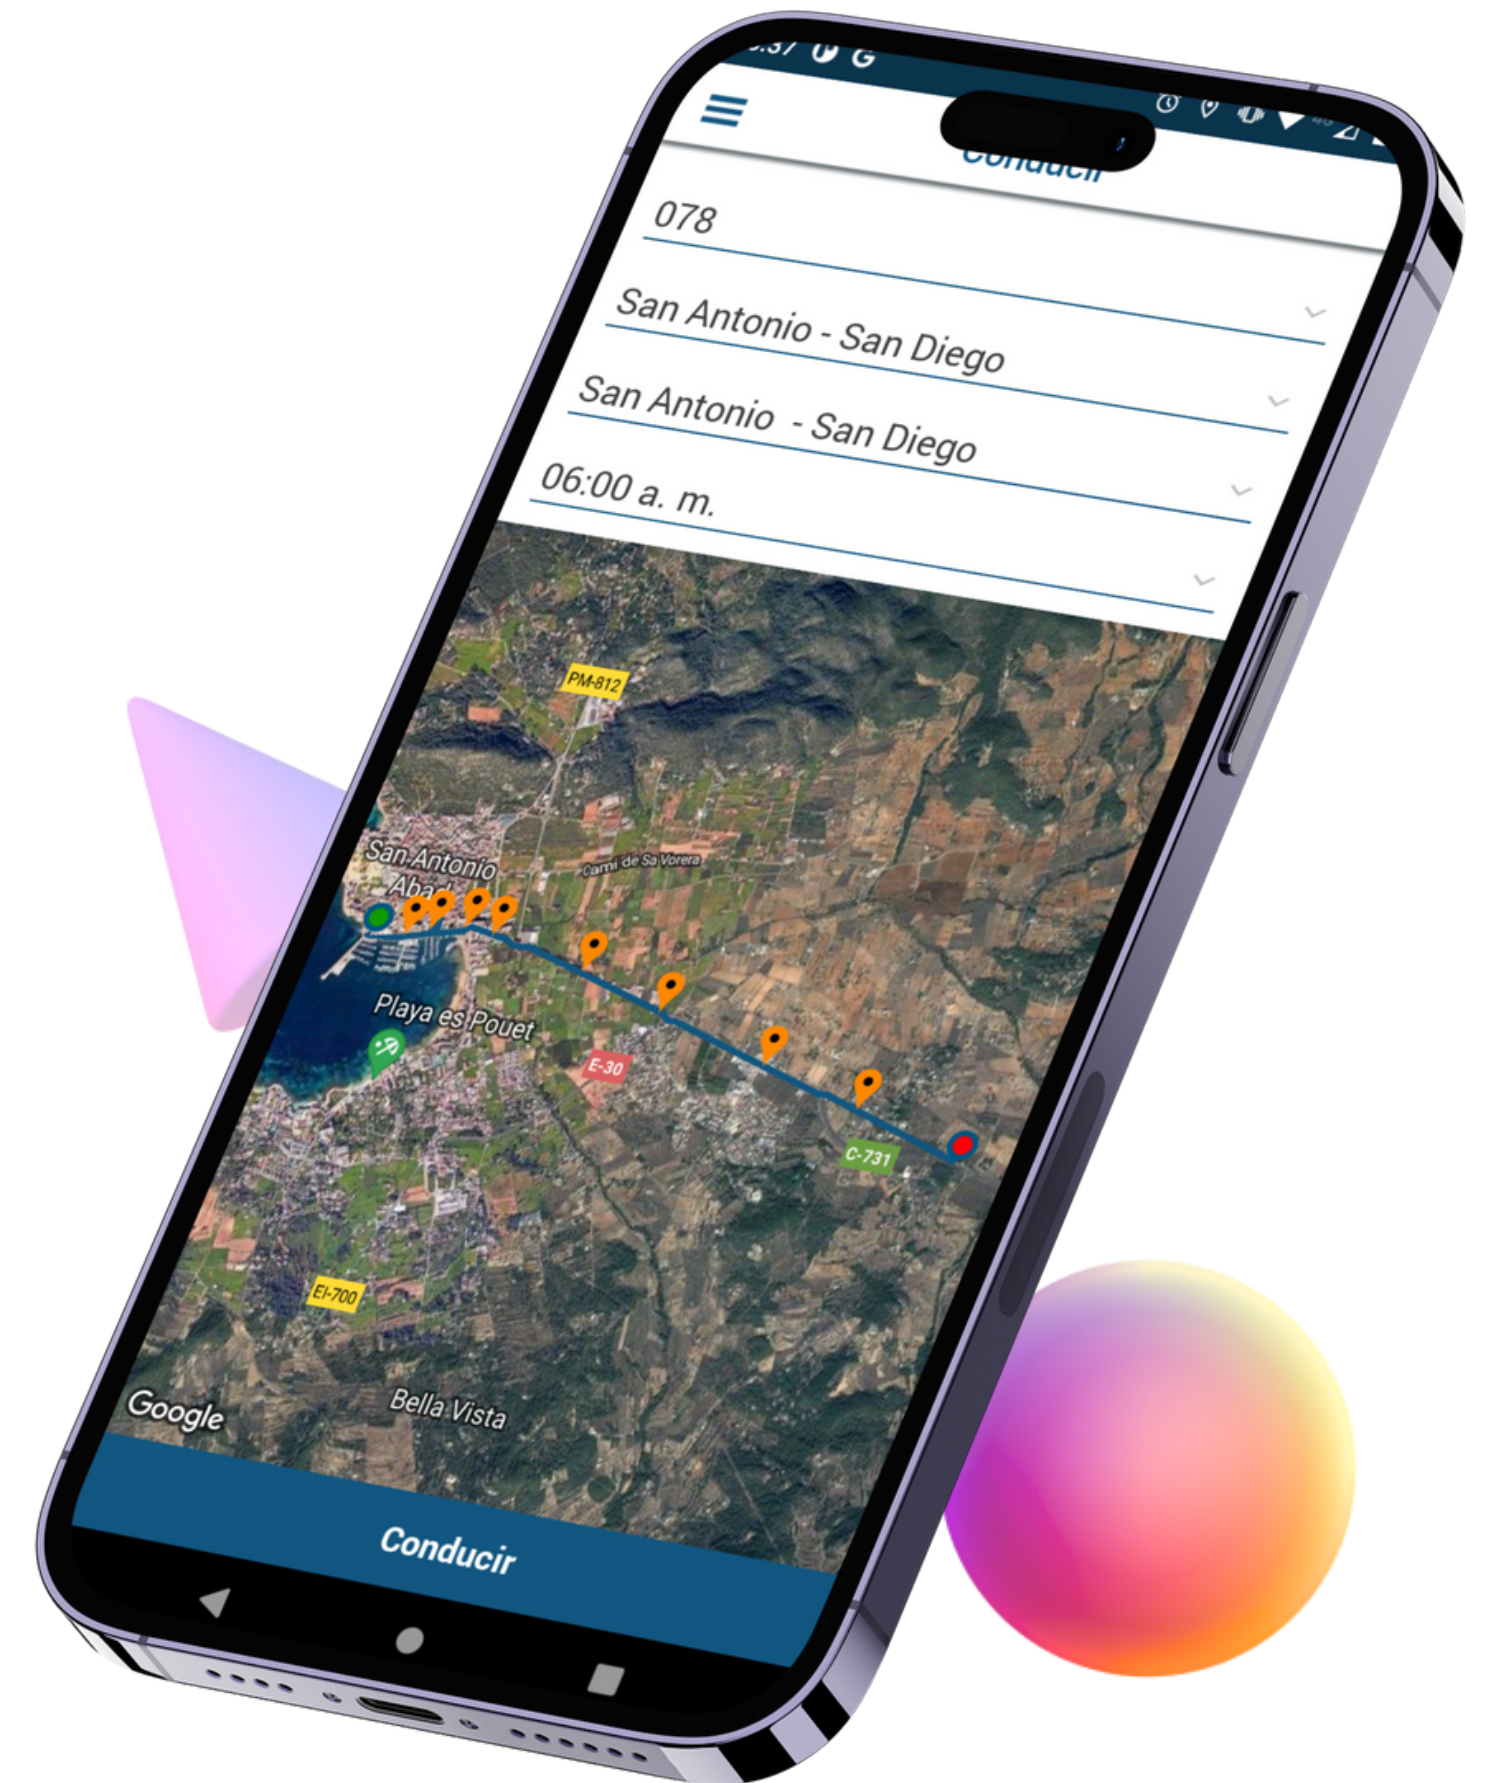 Conducir
078
San Antonio - San Diego
San Antonio - San Diego
06:00 a. m.
PM-812
San Antonio
Abad
Camí de Sa Vorera
Playa es Pouet
E-30
C-731
EI-700
Bella Vista
Google
Conducir